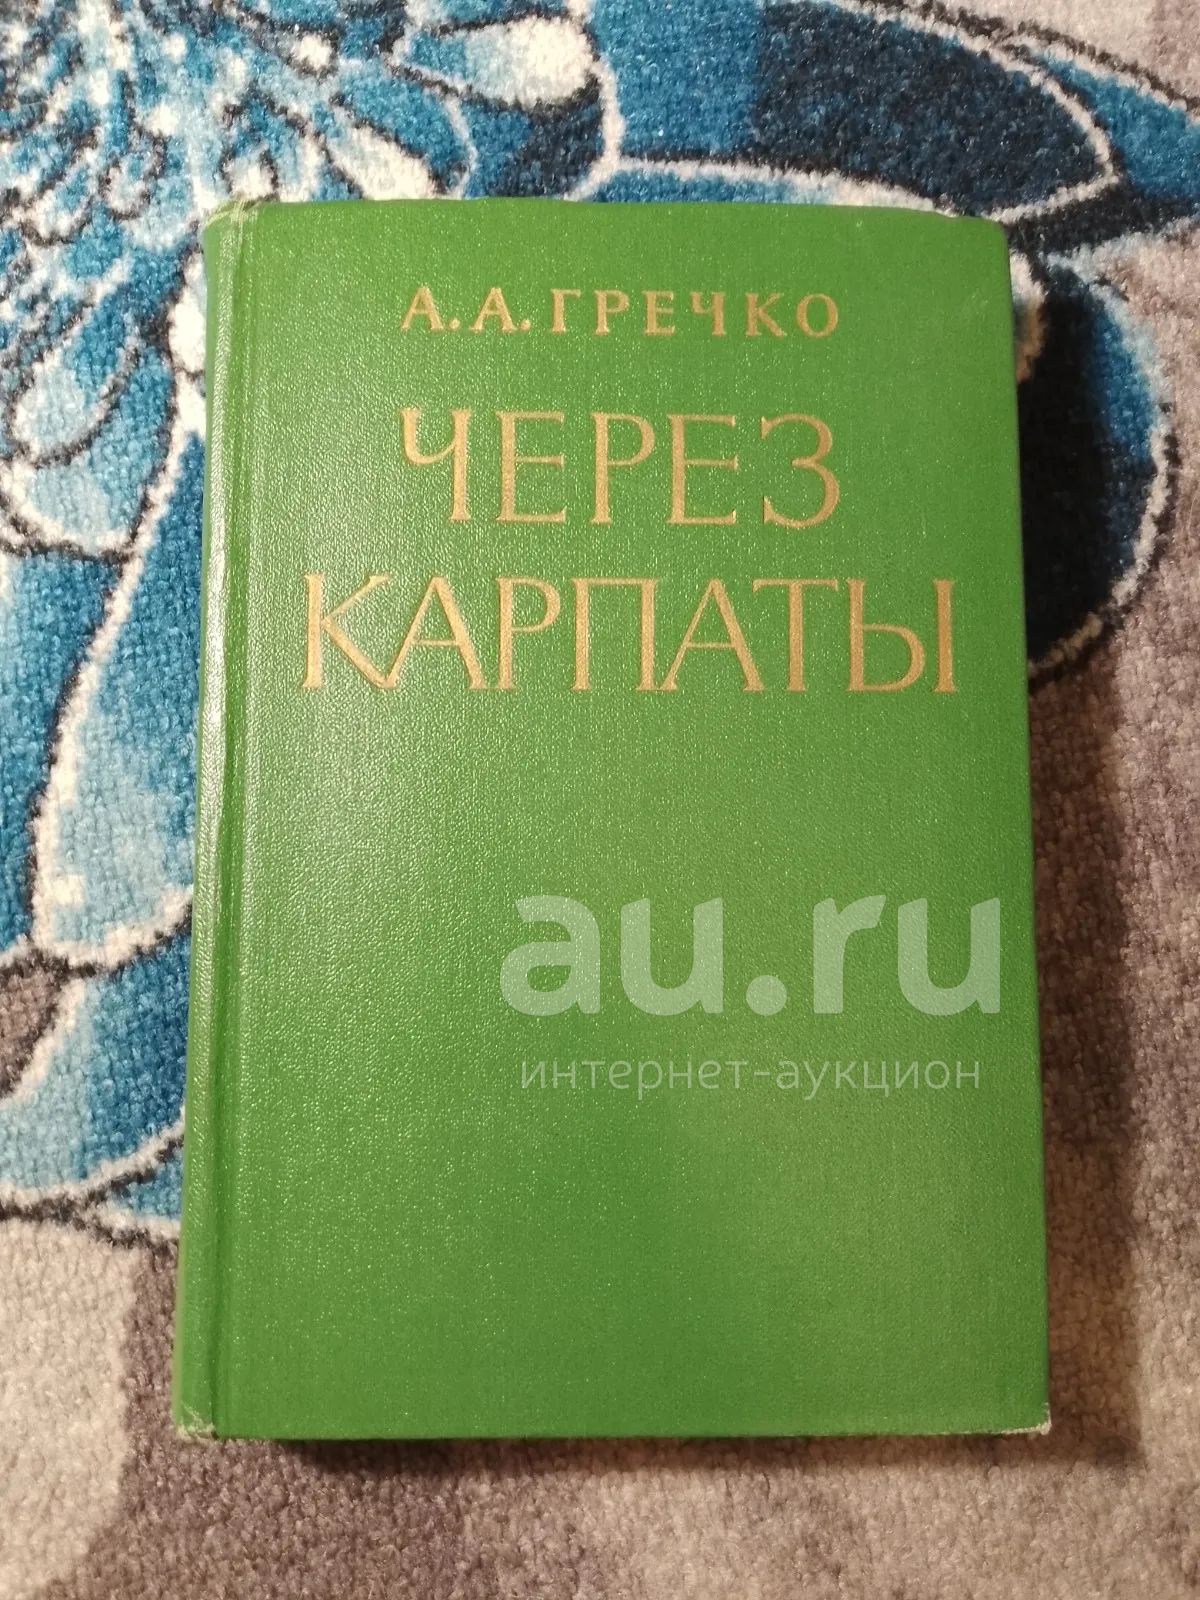 А. А. ГРЕЧКО
ЧЕРЕЗ
КАРПАТЫ
au.ru
интернет-аукцион